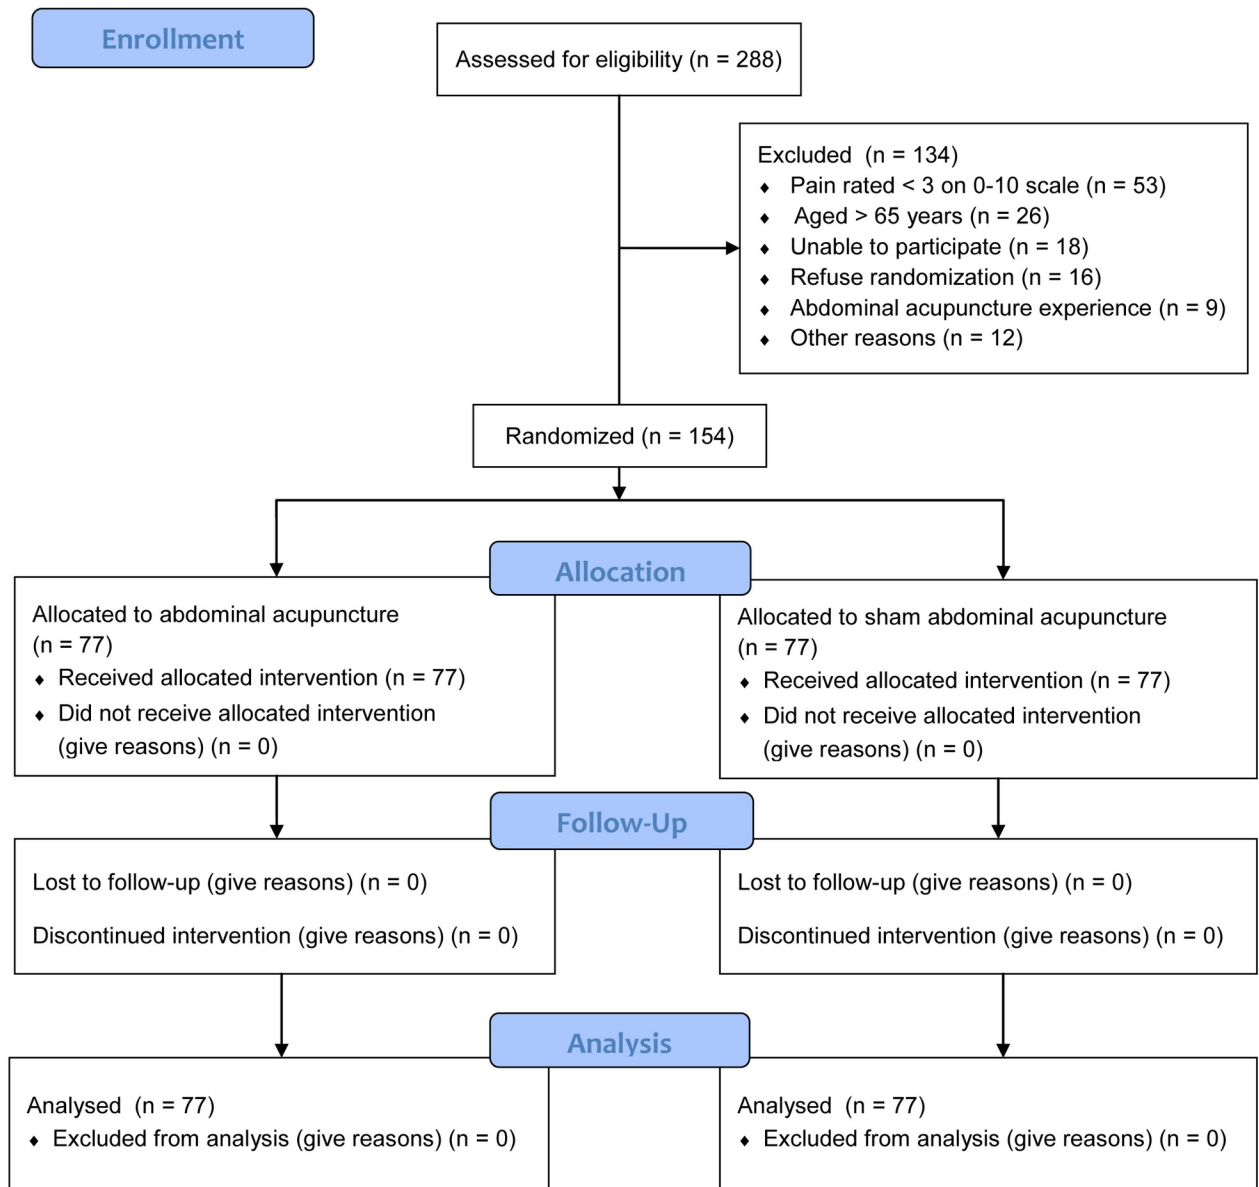 Enrollment
Assessed for eligibility (n = 288)
Excluded (n = 134)
♦ Pain rated < 3 on 0-10 scale (n = 53)
♦ Aged > 65 years (n = 26)
♦ Unable to participate (n = 18)
♦ Refuse randomization (n = 16)
♦ Abdominal acupuncture experience (n = 9)
♦ Other reasons (n = 12)
Randomized (n = 154)
Allocation
Allocated to abdominal acupuncture
(n = 77)
♦ Received allocated intervention (n = 77)
♦ Did not receive allocated intervention
(give reasons) (n = 0)
Allocated to sham abdominal acupuncture
(n = 77)
♦ Received allocated intervention (n = 77)
♦ Did not receive allocated intervention
(give reasons) (n = 0)
Follow-Up
Lost to follow-up (give reasons) (n = 0)
Discontinued intervention (give reasons) (n = 0)
Lost to follow-up (give reasons) (n = 0)
Discontinued intervention (give reasons) (n = 0)
Analysis
Analysed (n = 77)
♦ Excluded from analysis (give reasons) (n = 0)
Analysed (n = 77)
♦ Excluded from analysis (give reasons) (n = 0)